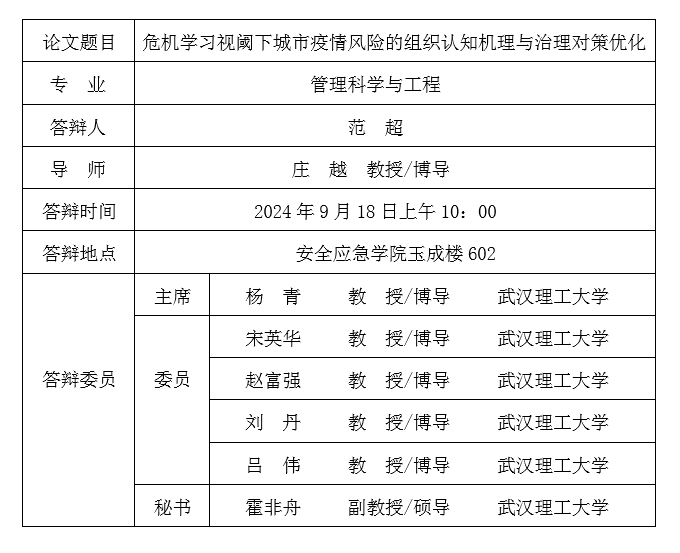 论文题目 危机学习视阈下城市疫情风险的组织认知机理与治理对策优化
专 业 管理科学与工程
答辩人 范 超
导 师 庄 越 教授/博导
答辩时间 2024年9月18日上午10：00
答辩地点 安全应急学院玉成楼602
主席 杨 青 教 授/博导 武汉理工大学
宋英华 教 授/博导 武汉理工大学
答辩委员 委员 赵富强 教 授/博导 武汉理工大学
刘 丹 教 授/博导 武汉理工大学
吕 伟 教 授/博导 武汉理工大学
秘书 霍非舟 副教授/硕导 武汉理工大学